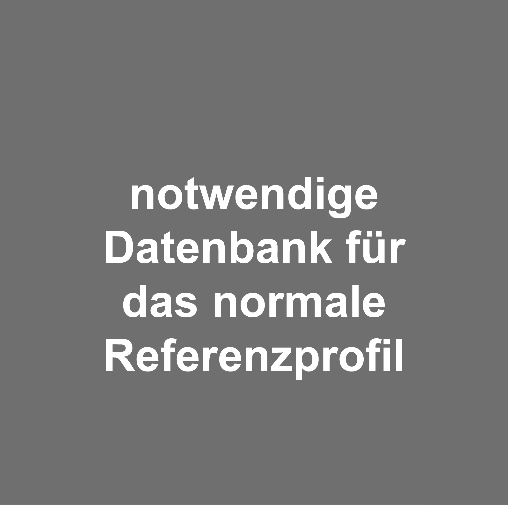 notwendige
Datenbank für
das normale
Referenzprofil